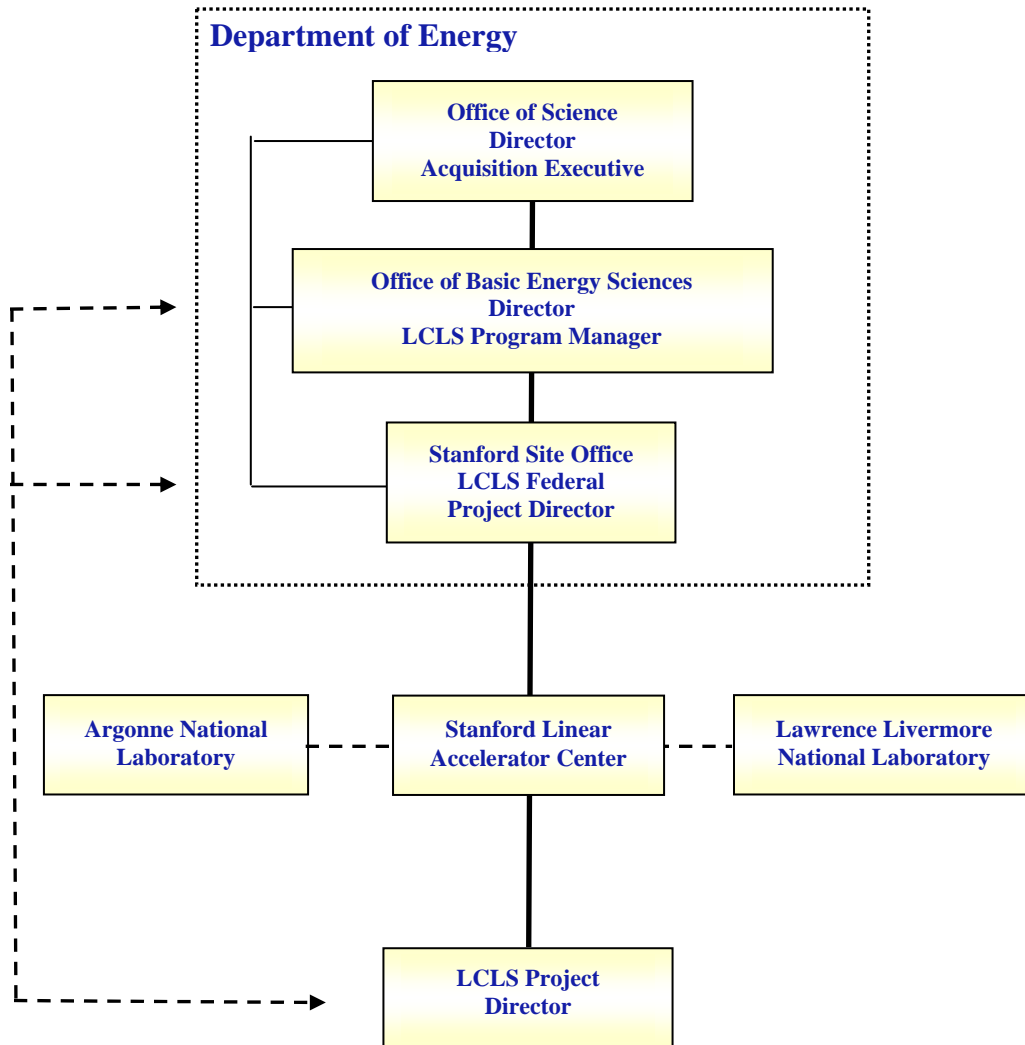 Department of Energy
Office of Science
Director
Acquisition Executive
Office of Basic Energy Sciences
Director
LCLS Program Manager
Stanford Site Office
LCLS Federal
Project Director
Argonne National
Laboratory
Stanford Linear
Accelerator Center
Lawrence Livermore
National Laboratory
LCLS Project
Director